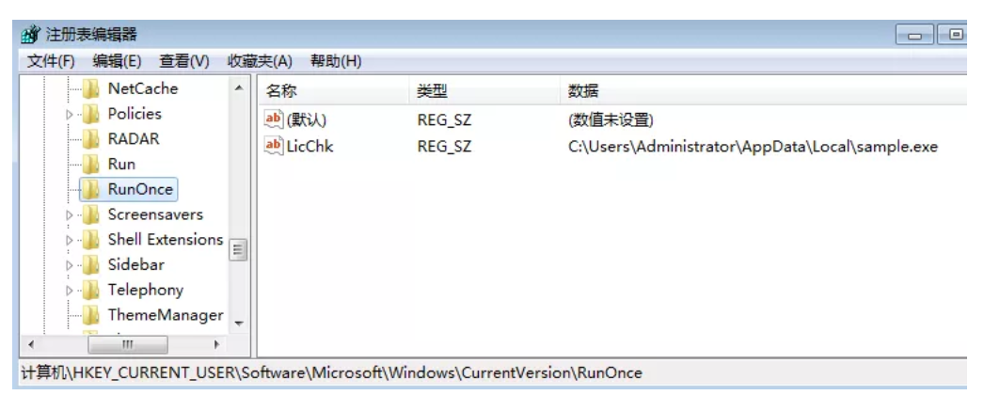 注册表编辑器
文件(F) 编辑(E) 查看(V) 收藏夹(A) 帮助(H)
NetCache
Policies
RADAR
Run
RunOnce
Screensavers
Shell Extensions
Sidebar
Telephony
ThemeManager
名称 类型 数据
ab (默认) REG_SZ (数值未设置)
ab LicChk REG_SZ C:\Users\Administrator\AppData\Local\sample.exe
计算机\HKEY_CURRENT_USER\Software\Microsoft\Windows\CurrentVersion\RunOnce